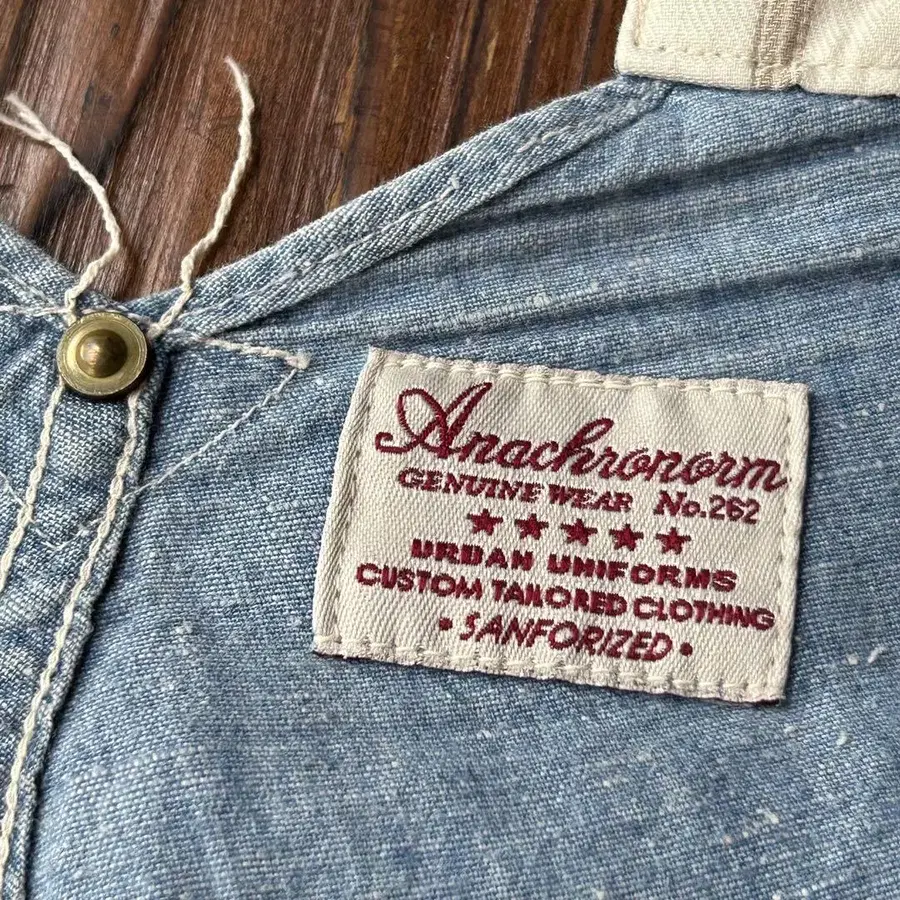 Anachronorm
GENUINE WEAR No.262
★★★★★
URBAN UNIFORMS
CUSTOM TAILORED CLOTHING
• SANFORIZED •